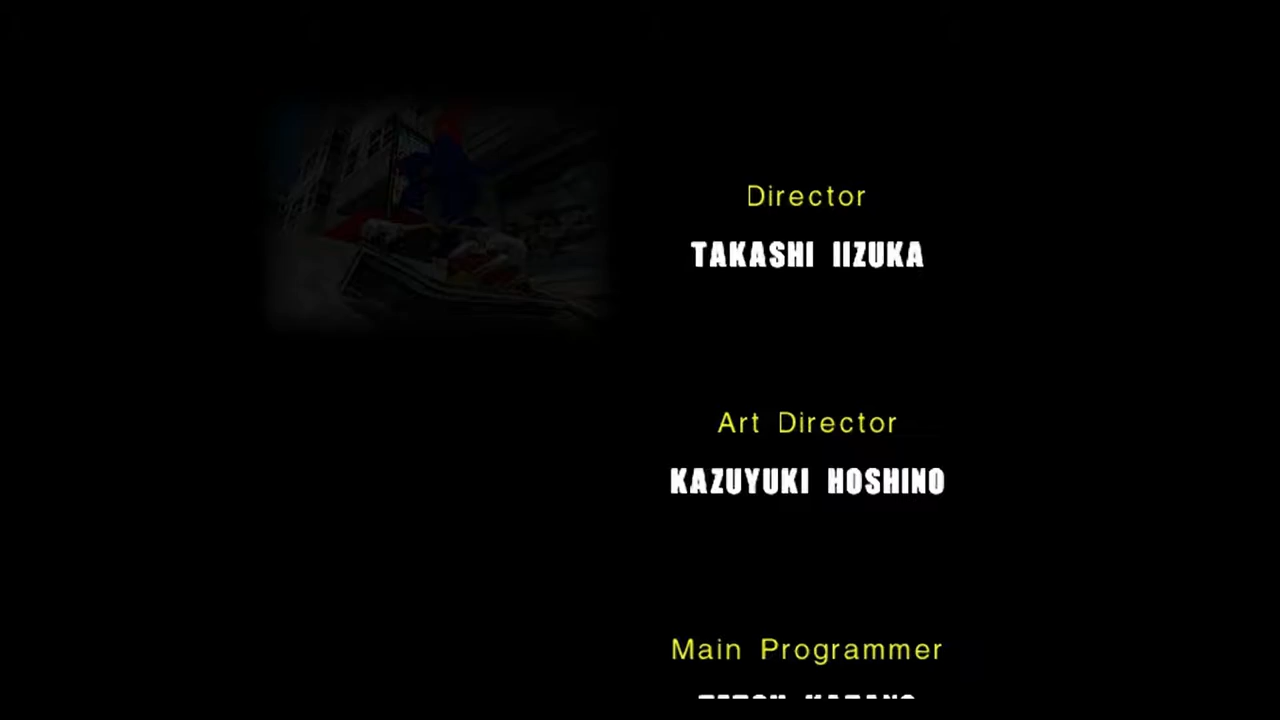 Director
TAKASHI IIZUKA
Art Director
KAZUYUKI HOSHINO
Main Programmer